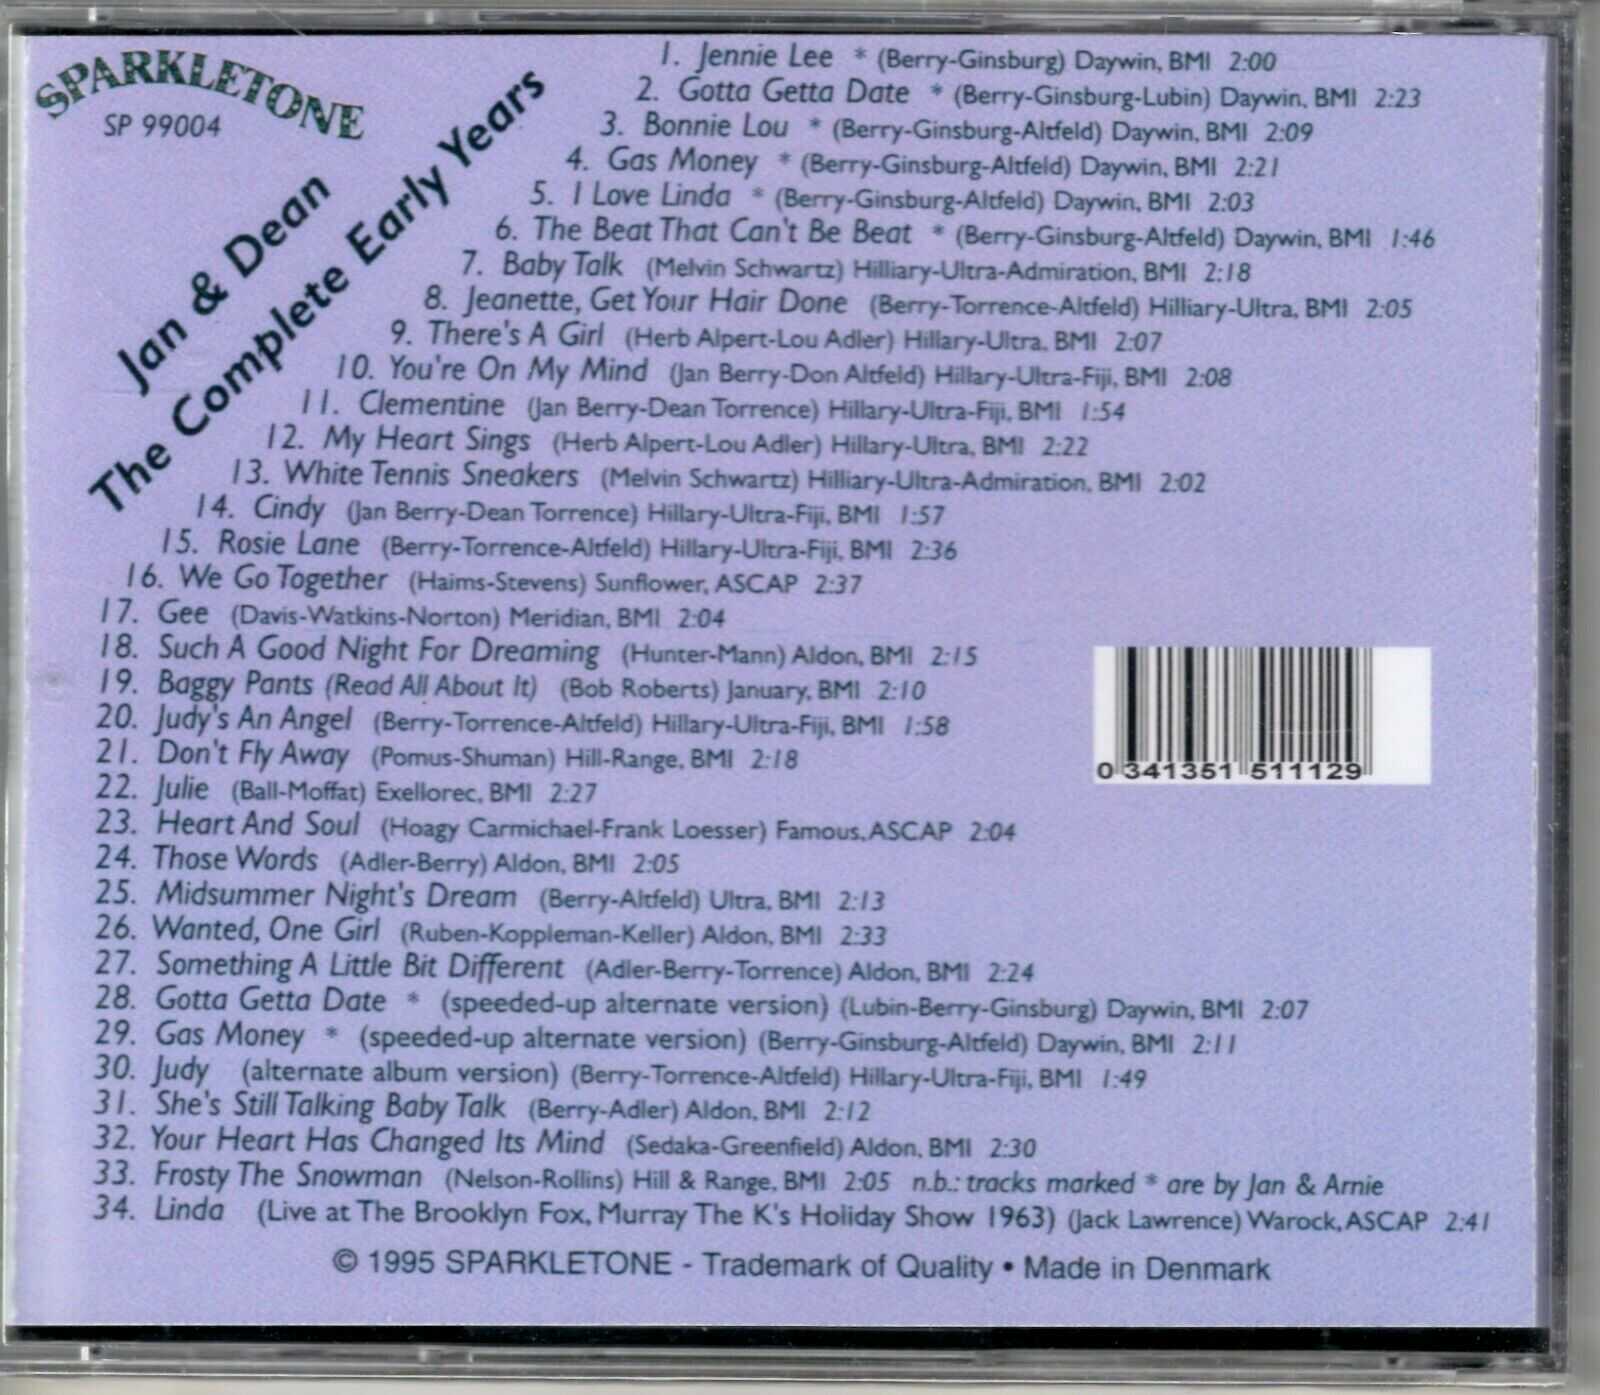 SPARKLETONE
SP 99004
Jan & Dean
The Complete Early Years
1. Jennie Lee * (Berry-Ginsburg) Daywin, BMI 2:00
2. Gotta Getta Date * (Berry-Ginsburg-Lubin) Daywin, BMI 2:23
3. Bonnie Lou * (Berry-Ginsburg-Altfeld) Daywin, BMI 2:09
4. Gas Money * (Berry-Ginsburg-Altfeld) Daywin, BMI 2:21
5. I Love Linda * (Berry-Ginsburg-Altfeld) Daywin, BMI 2:03
6. The Beat That Can't Be Beat * (Berry-Ginsburg-Altfeld) Daywin, BMI 1:46
7. Baby Talk (Melvin Schwartz) Hilliary-Ultra-Admiration, BMI 2:18
8. Jeanette, Get Your Hair Done (Berry-Torrence-Altfeld) Hilliary-Ultra, BMI 2:05
9. There's A Girl (Herb Alpert-Lou Adler) Hillary-Ultra. BMI 2:07
10. You're On My Mind (Jan Berry-Don Altfeld) Hillary-Ultra-Fiji, BMI 2:08
11. Clementine (Jan Berry-Dean Torrence) Hillary-Ultra-Fiji, BMI 1:54
12. My Heart Sings (Herb Alpert-Lou Adler) Hillary-Ultra, BMI 2:22
13. White Tennis Sneakers (Melvin Schwartz) Hilliary-Ultra-Admiration. BMI 2:02
14. Cindy (Jan Berry-Dean Torrence) Hillary-Ultra-Fiji, BMI 1:57
15. Rosie Lane (Berry-Torrence-Altfeld) Hillary-Ultra-Fiji, BMI 2:36
16. We Go Together (Haims-Stevens) Sunflower, ASCAP 2:37
17. Gee (Davis-Watkins-Norton) Meridian, BMI 2:04
18. Such A Good Night For Dreaming (Hunter-Mann) Aldon, BMI 2:15
19. Baggy Pants (Read All About It) (Bob Roberts) January, BMI 2:10
20. Judy's An Angel (Berry-Torrence-Altfeld) Hillary-Ultra-Fiji, BMI 1:58
21. Don't Fly Away (Pomus-Shuman) Hill-Range, BMI 2:18
22. Julie (Ball-Moffat) Exellorec, BMI 2:27
23. Heart And Soul (Hoagy Carmichael-Frank Loesser) Famous, ASCAP 2:04
24. Those Words (Adler-Berry) Aldon, BMI 2:05
25. Midsummer Night's Dream (Berry-Altfeld) Ultra, BMI 2:13
26. Wanted, One Girl (Ruben-Koppleman-Keller) Aldon, BMI 2:33
27. Something A Little Bit Different (Adler-Berry-Torrence) Aldon, BMI 2:24
28. Gotta Getta Date * (speeded-up alternate version) (Lubin-Berry-Ginsburg) Daywin, BMI 2:07
29. Gas Money * (speeded-up alternate version) (Berry-Ginsburg-Altfeld) Daywin, BMI 2:11
30. Judy (alternate album version) (Berry-Torrence-Altfeld) Hillary-Ultra-Fiji, BMI 1:49
31. She's Still Talking Baby Talk (Berry-Adler) Aldon, BMI 2:12
32. Your Heart Has Changed Its Mind (Sedaka-Greenfield) Aldon, BMI 2:30
33. Frosty The Snowman (Nelson-Rollins) Hill & Range, BMI 2:05 n.b.: tracks marked * are by Jan & Arnie
34. Linda (Live at The Brooklyn Fox, Murray The K's Holiday Show 1963) (Jack Lawrence) Warock, ASCAP 2:41
0 341351 511129
© 1995 SPARKLETONE - Trademark of Quality • Made in Denmark